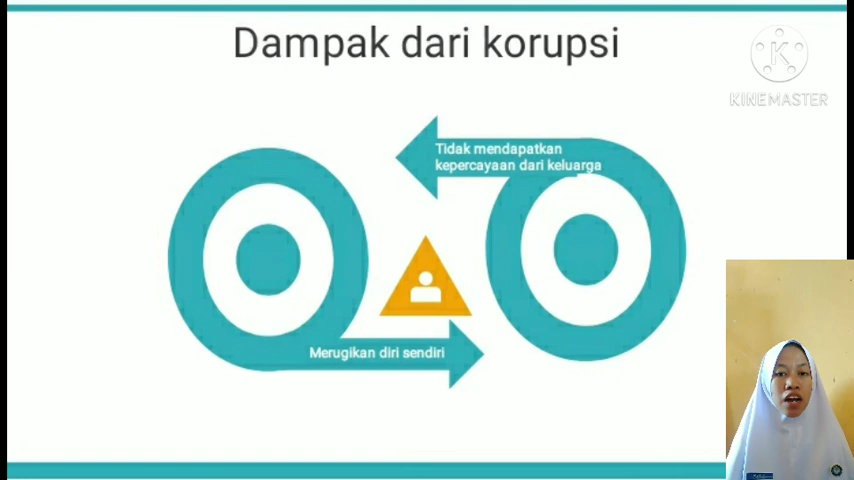 Dampak dari korupsi
KINEMASTER
Tidak mendapatkan
kepercayaan dari keluarga
Merugikan diri sendiri